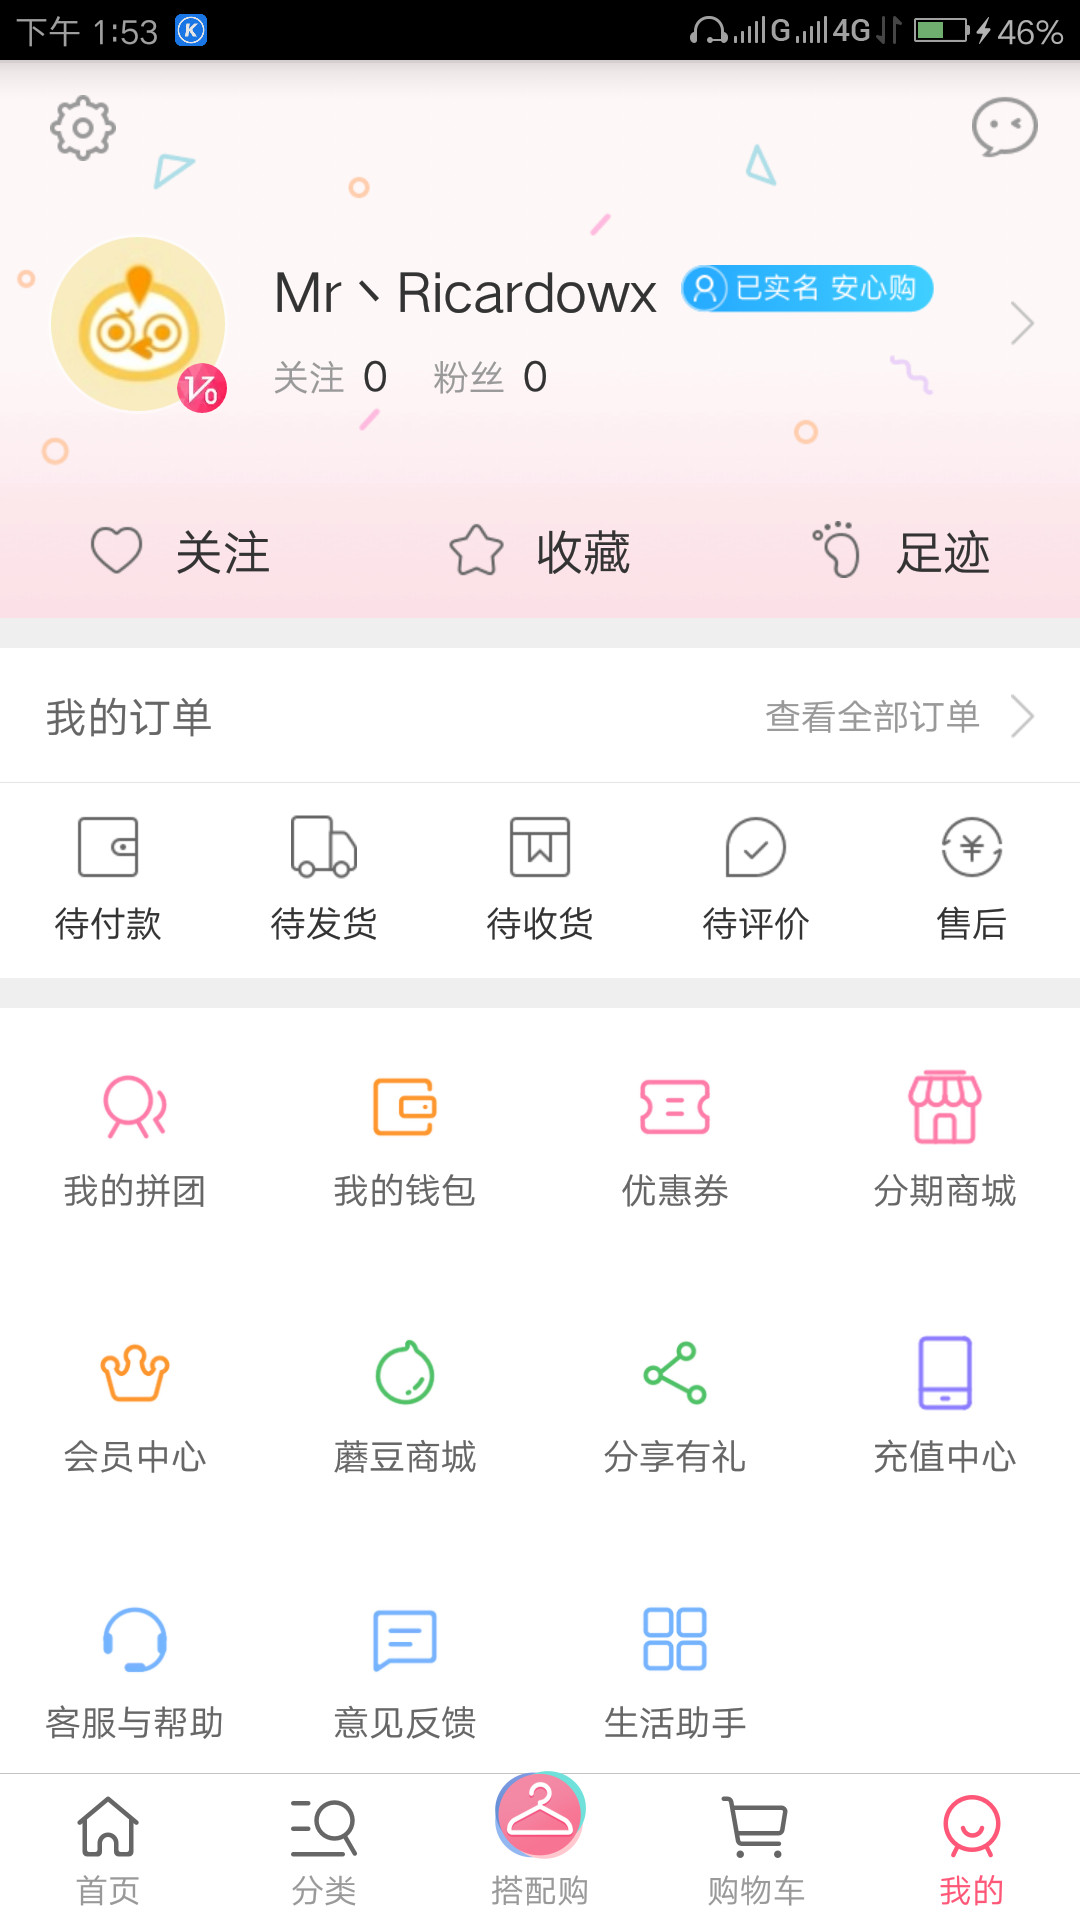 下午 1:53 K G 4G 46%
Mr丶Ricardowx 已实名 安心购
V0
关注 0 粉丝 0
关注 收藏 足迹
我的订单 查看全部订单
待付款 待发货 待收货 待评价 售后
我的拼团 我的钱包 优惠券 分期商城
会员中心 蘑豆商城 分享有礼 充值中心
客服与帮助 意见反馈 生活助手
首页 分类 搭配购 购物车 我的